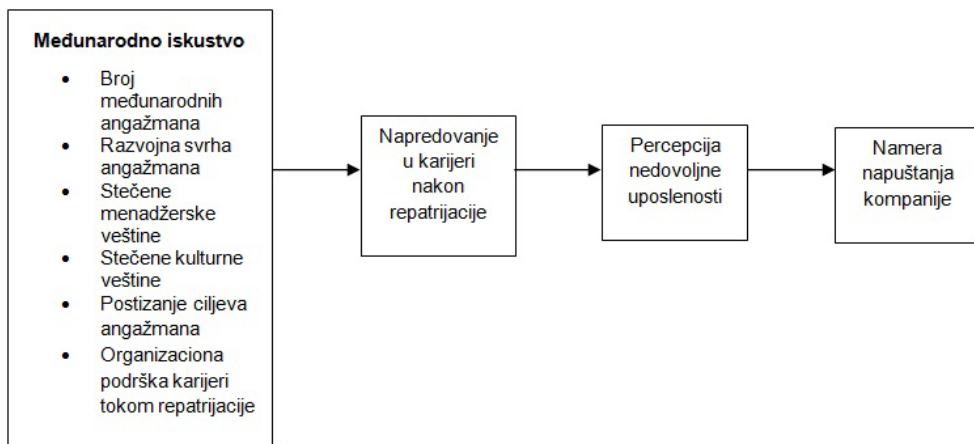 Međunarodno iskustvo
• Broj
međunarodnih
angažmana
• Razvojna svrha
angažmana
• Stečene
menadžerske
veštine
• Stečene kulturne
veštine
• Postizanje ciljeva
angažmana
• Organizaciona
podrška karijeri
tokom repatrijacije
Napredovanje
u karijeri
nakon
repatrijacije
Percepcija
nedovoljne
uposlenosti
Namera
napuštanja
kompanije